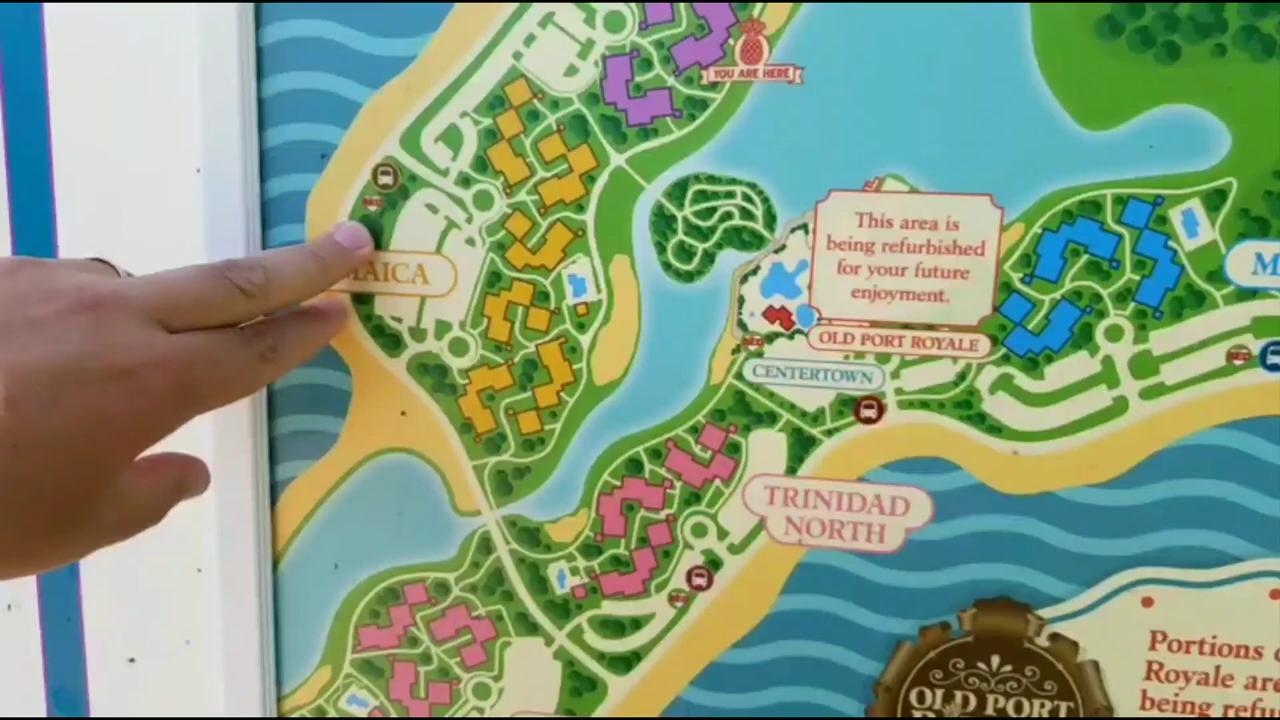 YOU ARE HERE
This area is
being refurbished
for your future
enjoyment.
MAICA
OLD PORT ROYALE
CENTERTOWN
TRINIDAD
NORTH
M
Portions
Royale are
being refu
OLD PORT